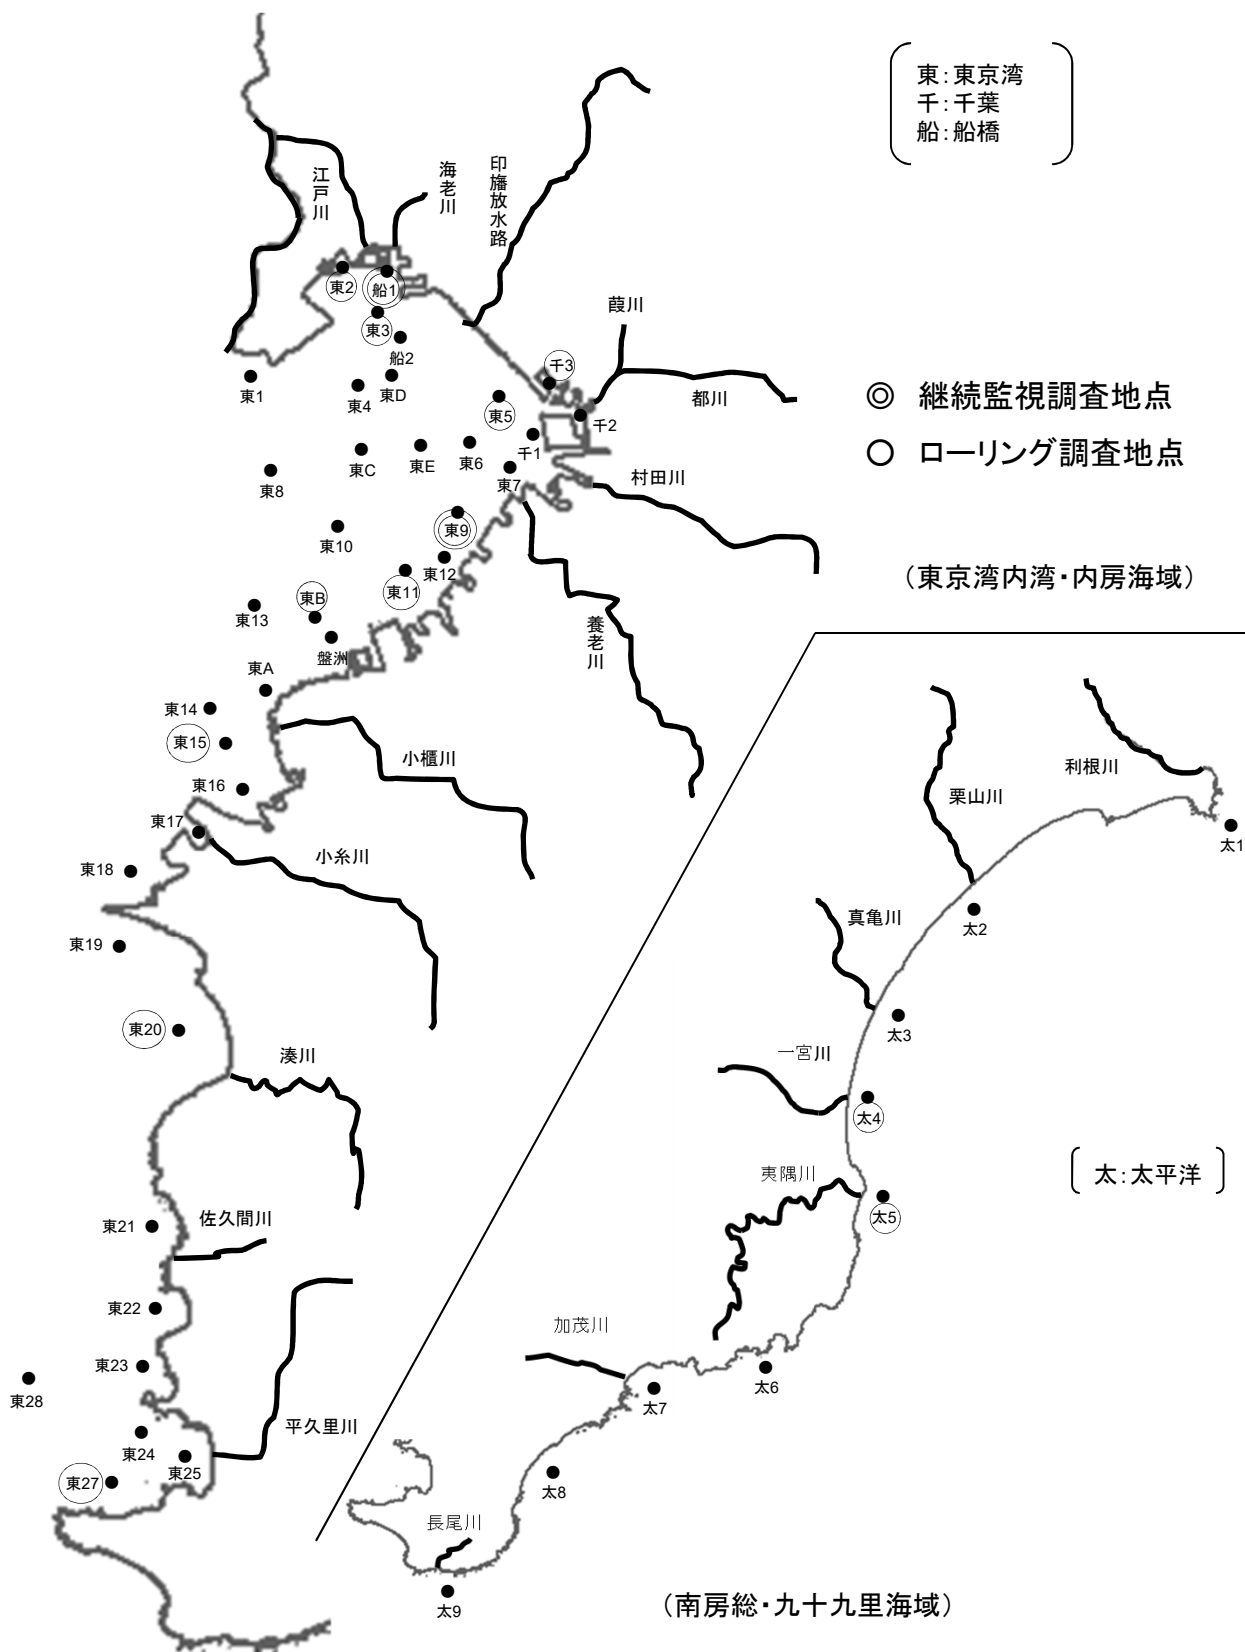 東：東京湾
千：千葉
船：船橋
江戸川
海老川
印旛放水路
東2
船1
東3
船2
葭川
千3
東1
東4
東D
都川
◎ 継続監視調査地点
東5
千2
千1
東C
東E
東6
○ ローリング調査地点
東7
東8
村田川
東9
東10
東12
東11
（東京湾内湾・内房海域）
東B
東13
養老川
盤洲
東A
東14
東15
小櫃川
利根川
東16
栗山川
東17
太1
小糸川
東18
真亀川
太2
東19
東20
太3
湊川
一宮川
太4
太：太平洋
夷隅川
佐久間川
太5
東21
東22
加茂川
東23
太6
東28
太7
平久里川
東24
東25
東27
太8
長尾川
太9
（南房総・九十九里海域）